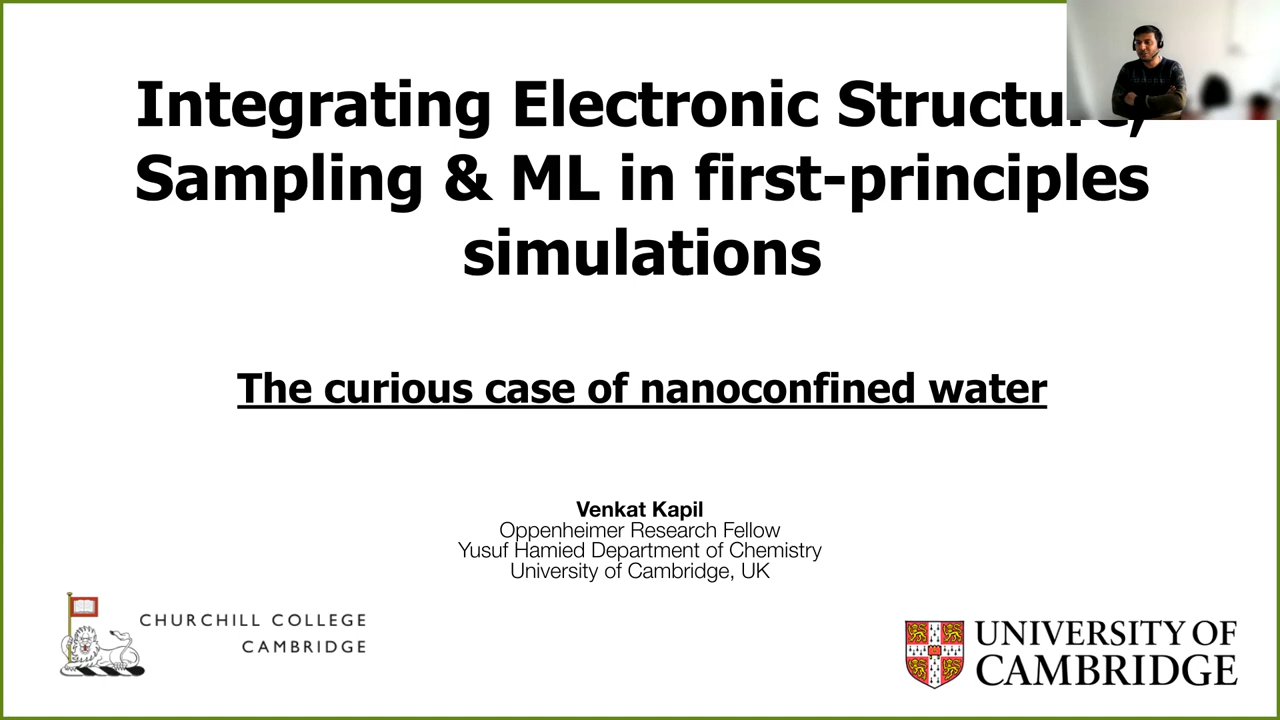 Integrating Electronic Structure,
Sampling & ML in first-principles
simulations
The curious case of nanoconfined water
Venkat Kapil
Oppenheimer Research Fellow
Yusuf Hamied Department of Chemistry
University of Cambridge, UK
CHURCHILL COLLEGE
CAMBRIDGE
UNIVERSITY OF
CAMBRIDGE